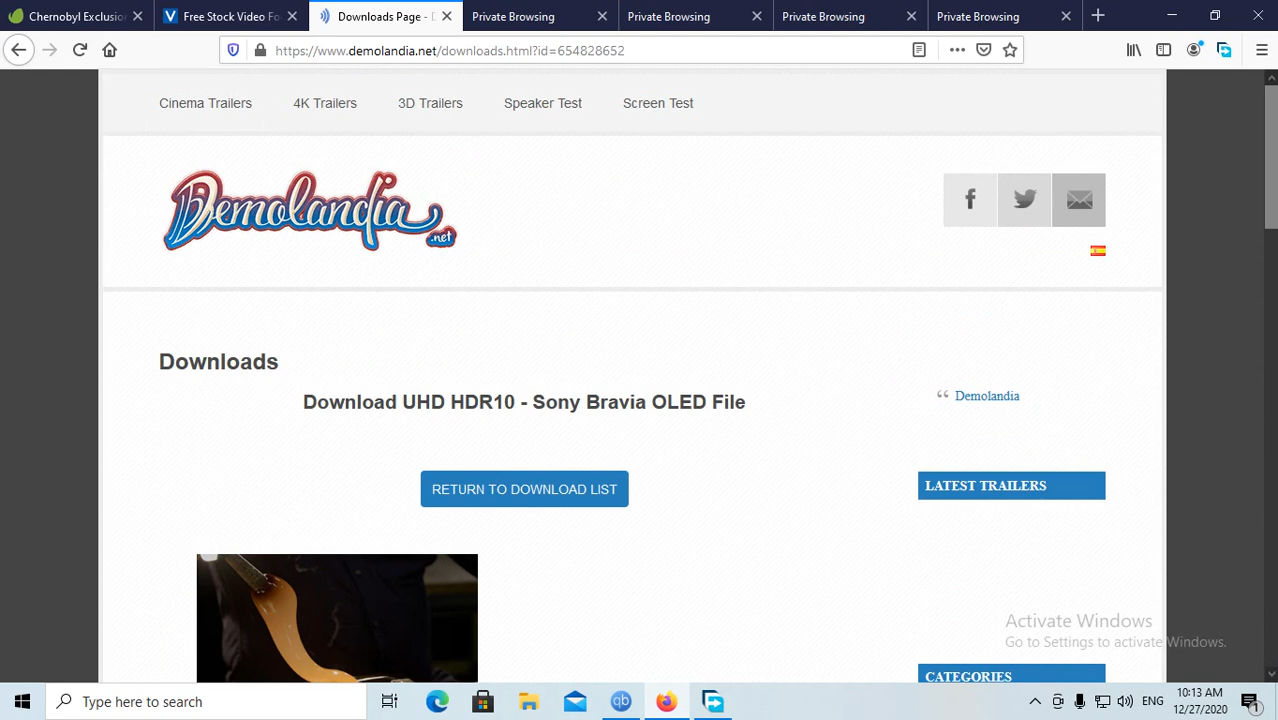 Chernobyl Exclusion
Free Stock Video Fo
Downloads Page - D
Private Browsing
Private Browsing
Private Browsing
Private Browsing
https://www.demolandia.net/downloads.html?id=654828652
Cinema Trailers
4K Trailers
3D Trailers
Speaker Test
Screen Test
Demolandia
.net
Downloads
Download UHD HDR10 - Sony Bravia OLED File
Demolandia
RETURN TO DOWNLOAD LIST
LATEST TRAILERS
Activate Windows
Go to Settings to activate Windows.
CATEGORIES
Type here to search
ENG
10:13 AM
12/27/2020